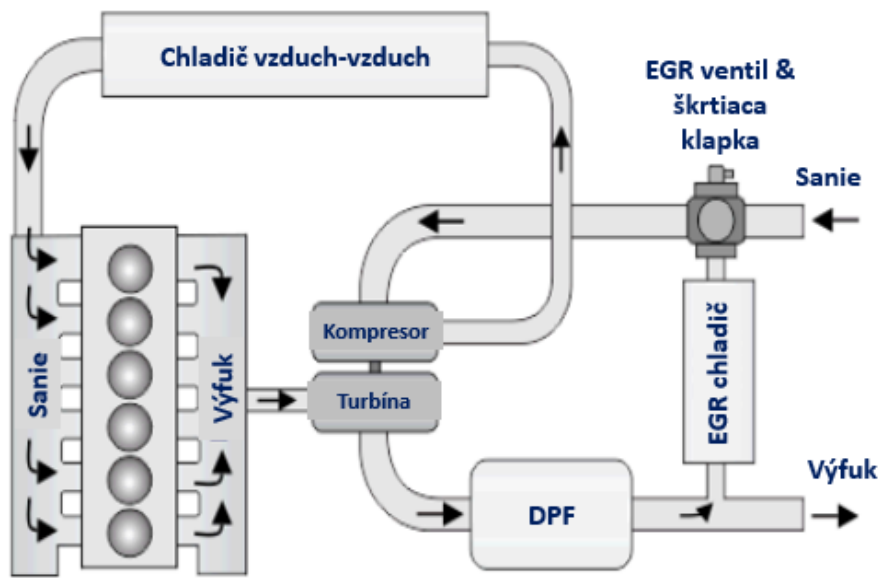 Chladič vzduch-vzduch
EGR ventil &
škrtiaca
klapka
Sanie
Kompresor
Turbína
Sanie
Výfuk
EGR chladič
DPF
Výfuk